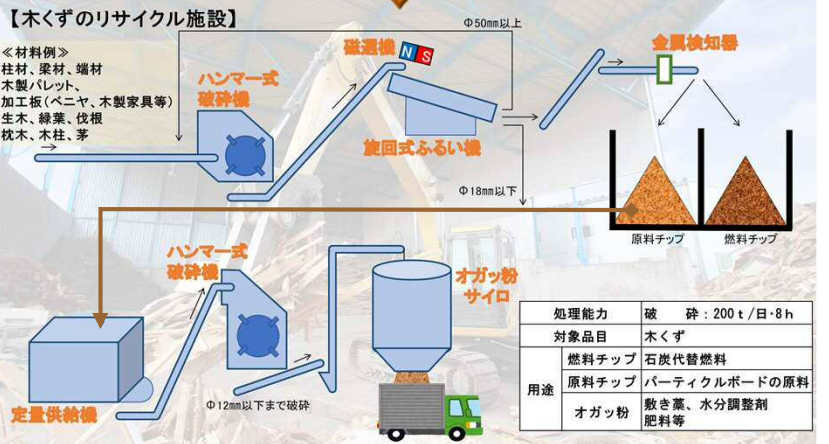 【木くずのリサイクル施設】
≪材料例≫
柱材、梁材、端材
木製パレット、
加工板（ベニヤ、木製家具等）
生木、緑葉、伐根
枕木、木柱、茅
ハンマー式
破砕機
磁選機
N S
Φ50mm以上
旋回式ふるい機
Φ18mm以下
金属検知器
原料チップ
燃料チップ
定量供給機
ハンマー式
破砕機
Φ12mm以下まで破砕
オガッ粉
サイロ
処理能力 破 砕：200ｔ/日･8ｈ
対象品目 木くず
用途
燃料チップ 石炭代替燃料
原料チップ パーティクルボードの原料
オガッ粉 敷き藁、水分調整剤
肥料等